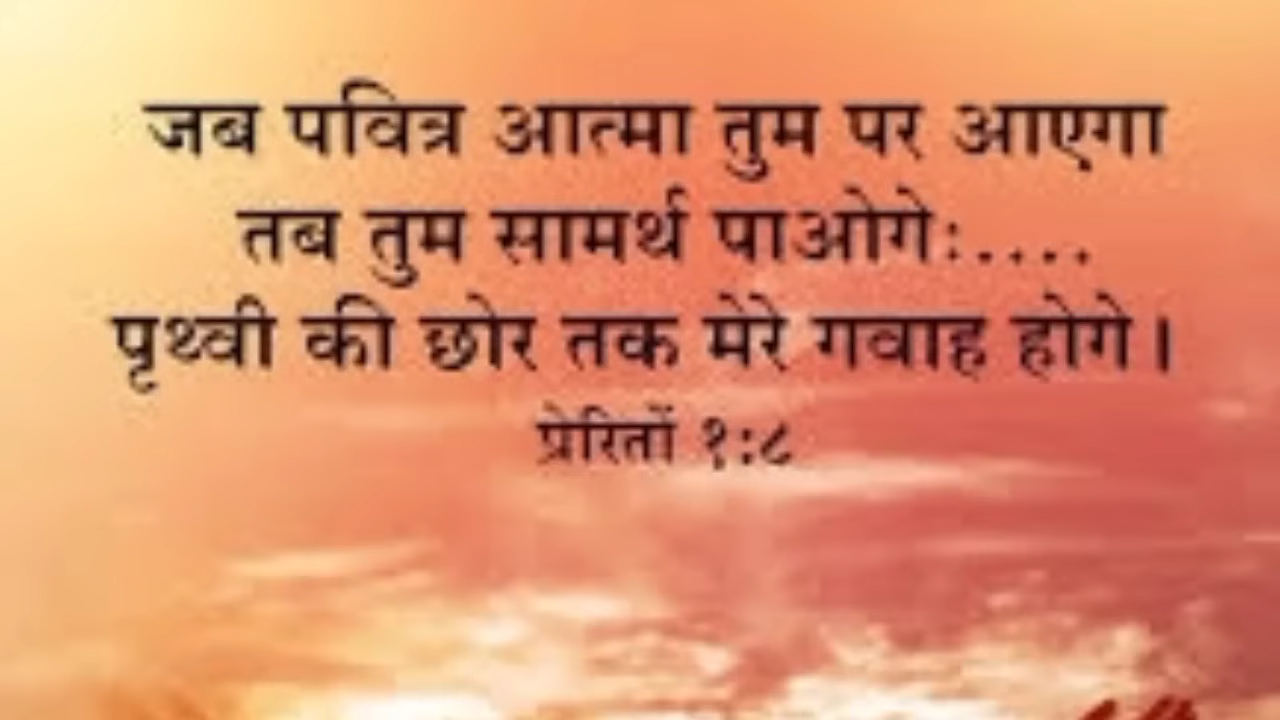 जब पवित्र आत्मा तुम पर आएगा
तब तुम सामर्थ पाओगेः....
पृथ्वी की छोर तक मेरे गवाह होगे।
प्रेरितों १:८